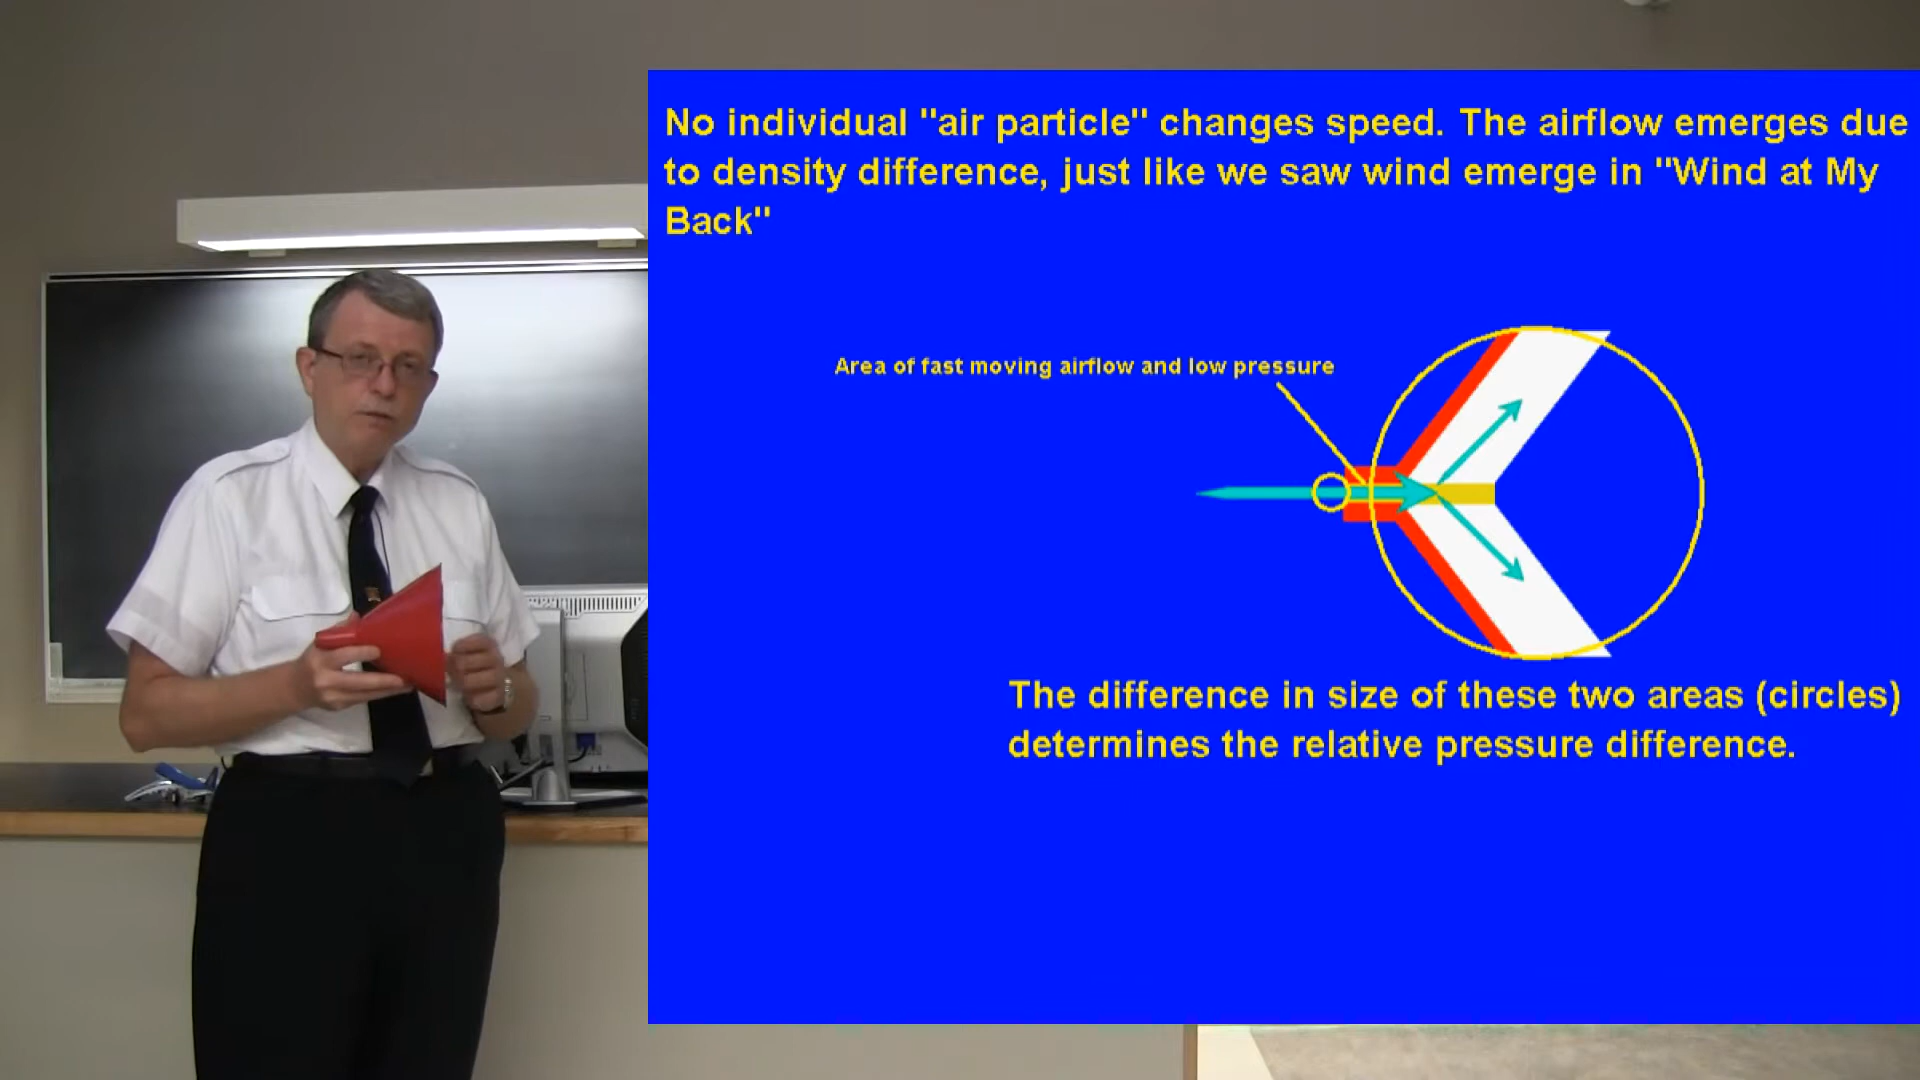 No individual "air particle" changes speed. The airflow emerges due
to density difference, just like we saw wind emerge in "Wind at My
Back"
Area of fast moving airflow and low pressure
The difference in size of these two areas (circles)
determines the relative pressure difference.